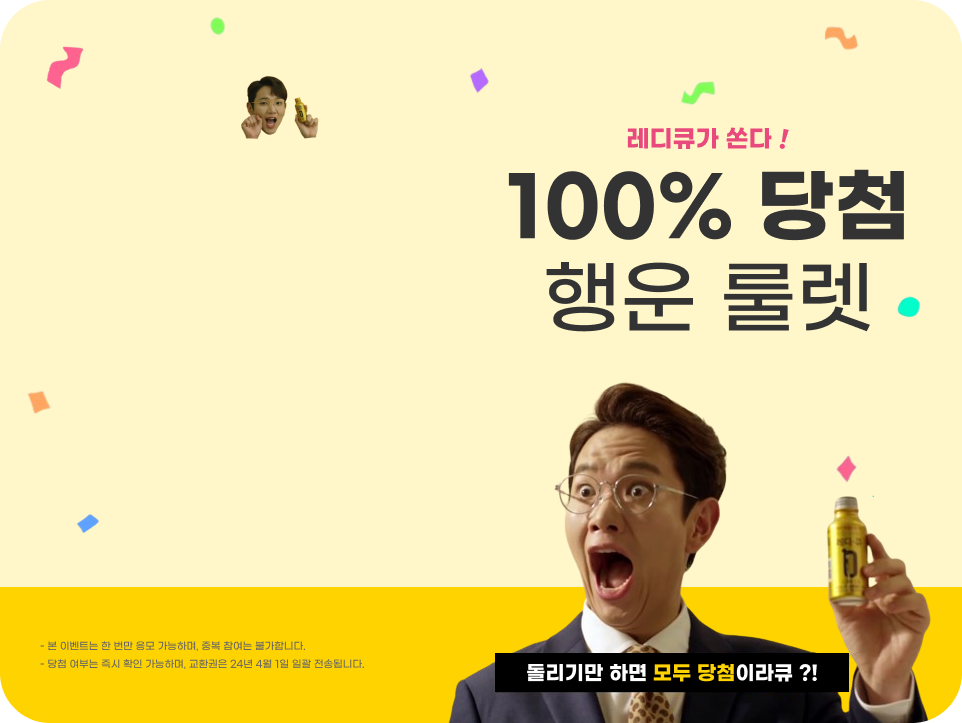 레디큐가 쏜다 !
100% 당첨
행운 룰렛
레디큐
돌리기만 하면 모두 당첨이라큐 ?!
- 본 이벤트는 한 번만 응모 가능하며, 중복 참여는 불가합니다.
- 당첨 여부는 즉시 확인 가능하며, 교환권은 24년 4월 1일 일괄 전송됩니다.